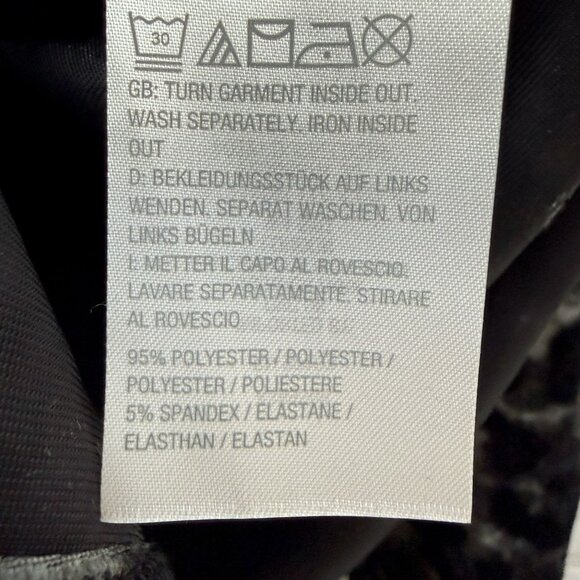 30
GB: TURN GARMENT INSIDE OUT.
WASH SEPARATELY. IRON INSIDE
OUT
D: BEKLEIDUNGSSTÜCK AUF LINKS
WENDEN. SEPARAT WASCHEN. VON
LINKS BÜGELN
I: METTER IL CAPO AL ROVESCIO.
LAVARE SEPARATAMENTE. STIRARE
AL ROVESCIO
95% POLYESTER / POLYESTER /
POLYESTER / POLIESTERE
5% SPANDEX / ELASTANE /
ELASTHAN / ELASTAN